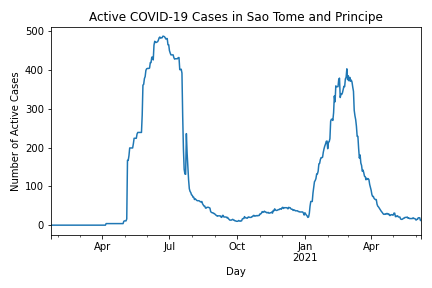 Active COVID-19 Cases in Sao Tome and Principe
500
400
300
200
100
0
Number of Active Cases
Apr Jul Oct Jan Apr
2021
Day